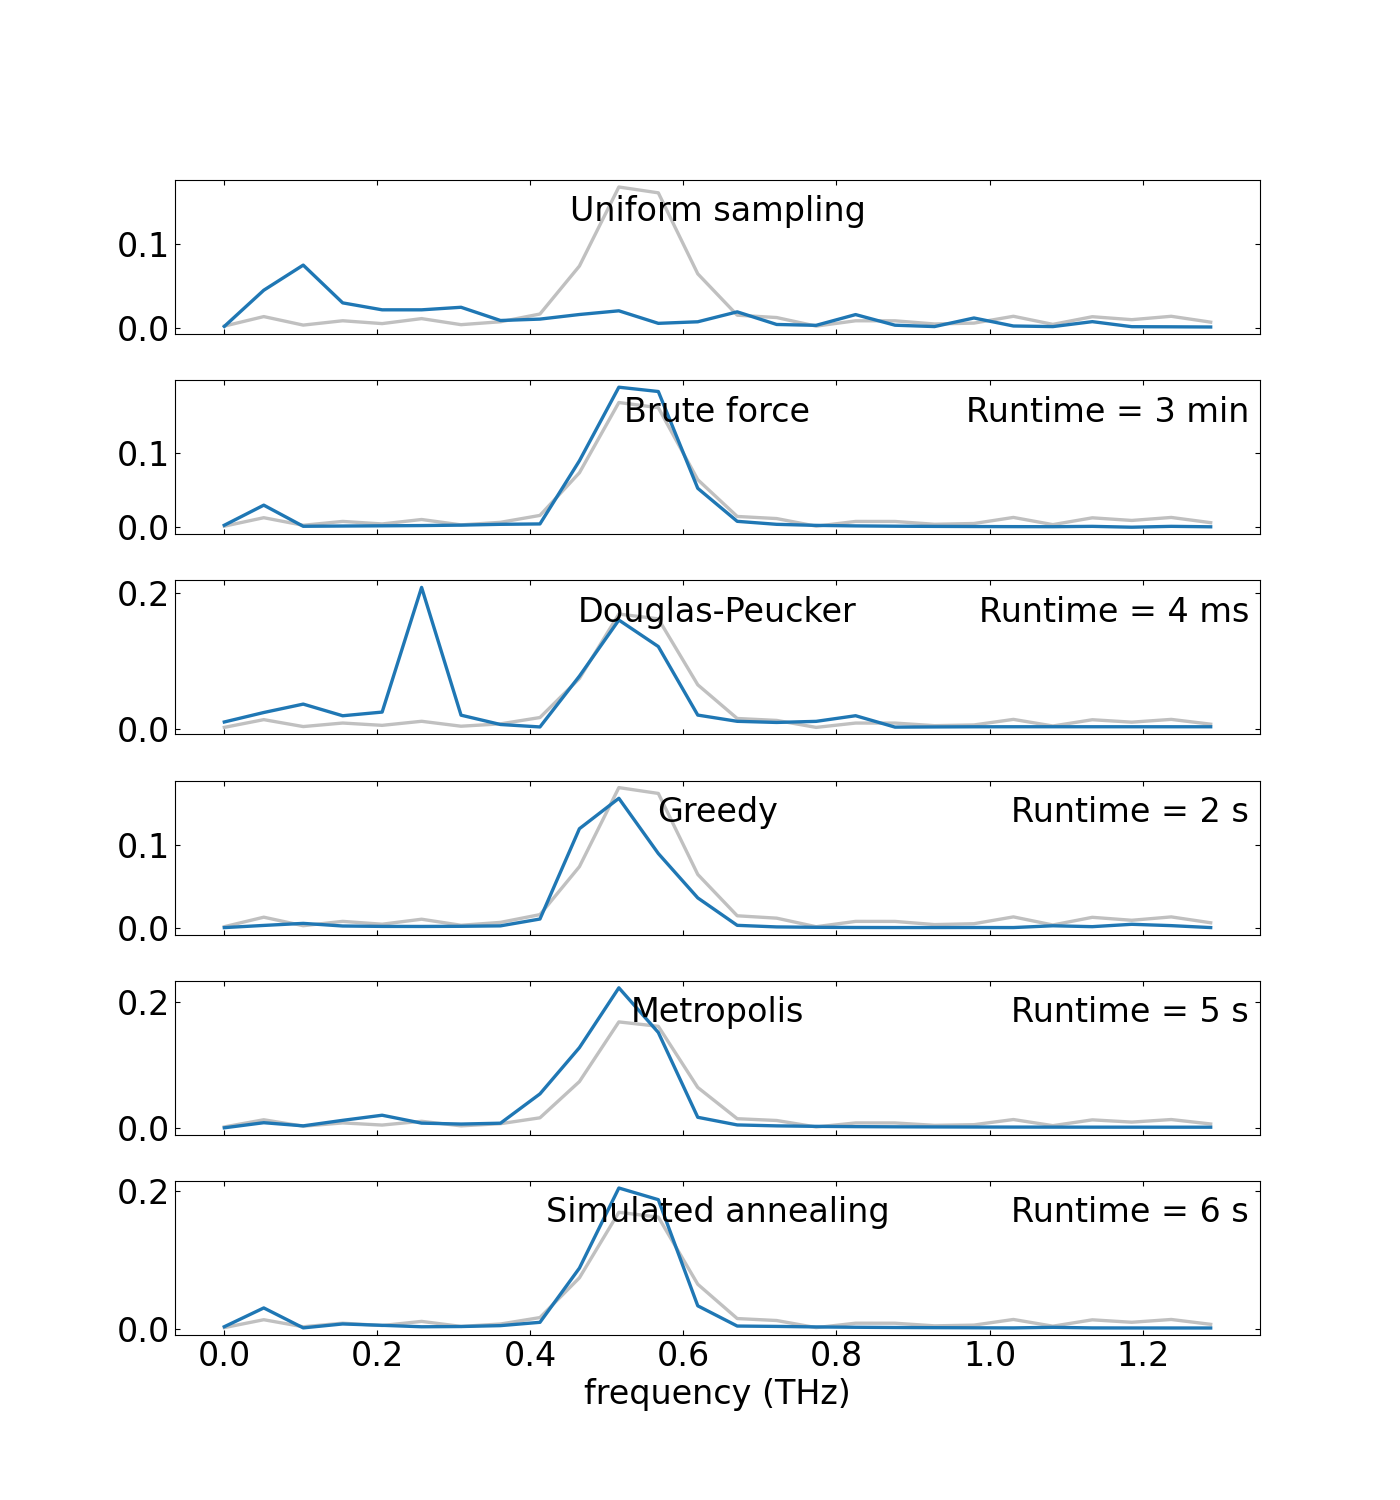 Uniform sampling
0.1
0.0
Brute force Runtime = 3 min
0.1
0.0
0.2
Douglas-Peucker Runtime = 4 ms
0.0
Greedy Runtime = 2 s
0.1
0.0
0.2
Metropolis Runtime = 5 s
0.0
0.2
Simulated annealing Runtime = 6 s
0.0
0.0 0.2 0.4 0.6 0.8 1.0 1.2
frequency (THz)